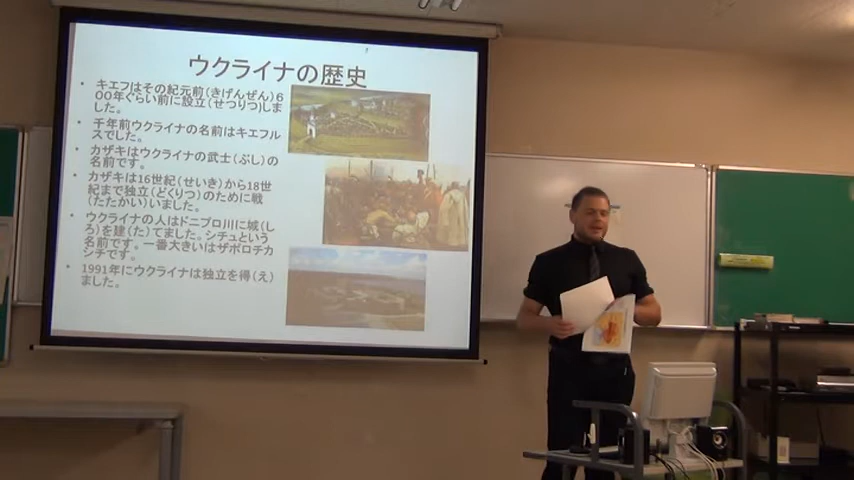 ウクライナの歴史
• キエフはその紀元前(きげんぜん)6
00年ぐらい前に設立(せつりつ)しま
した。
• 千年前ウクライナの名前はキエフル
スでした。
• カザキはウクライナの武士(ぶし)の
名前です。
• カザキは16世紀(せいき)から18世
紀まで独立(どくりつ)のために戦
(たたかい)いました。
• ウクライナの人はドニプロ川に城(し
ろ)を建(た)てました。シチュという
名前です。一番大きいはザポロチカ
シチです。
• 1991年にウクライナは独立を得(え)
ました。